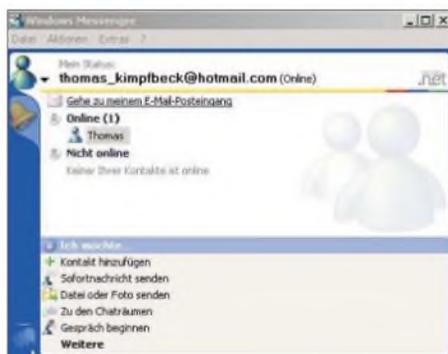 Windows Messenger
Datei Aktionen Extras ?
Mein Status:
thomas_kimpfbeck@hotmail.com (Online)
.net
Gehe zu meinem E-Mail-Posteingang
Online (1)
Thomas
Nicht online
Keiner Ihrer Kontakte ist online
Ich möchte...
Kontakt hinzufügen
Sofortnachricht senden
Datei oder Foto senden
Zu den Chaträumen
Gespräch beginnen
Weitere